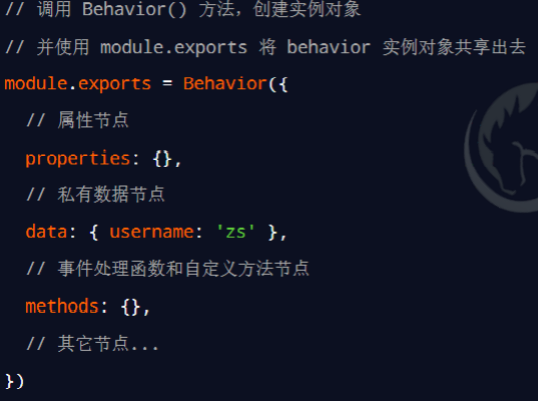 // 调用 Behavior() 方法，创建实例对象
// 并使用 module.exports 将 behavior 实例对象共享出去
module.exports = Behavior({
  // 属性节点
  properties: {},
  // 私有数据节点
  data: { username: 'zs' },
  // 事件处理函数和自定义方法节点
  methods: {},
  // 其它节点...
})